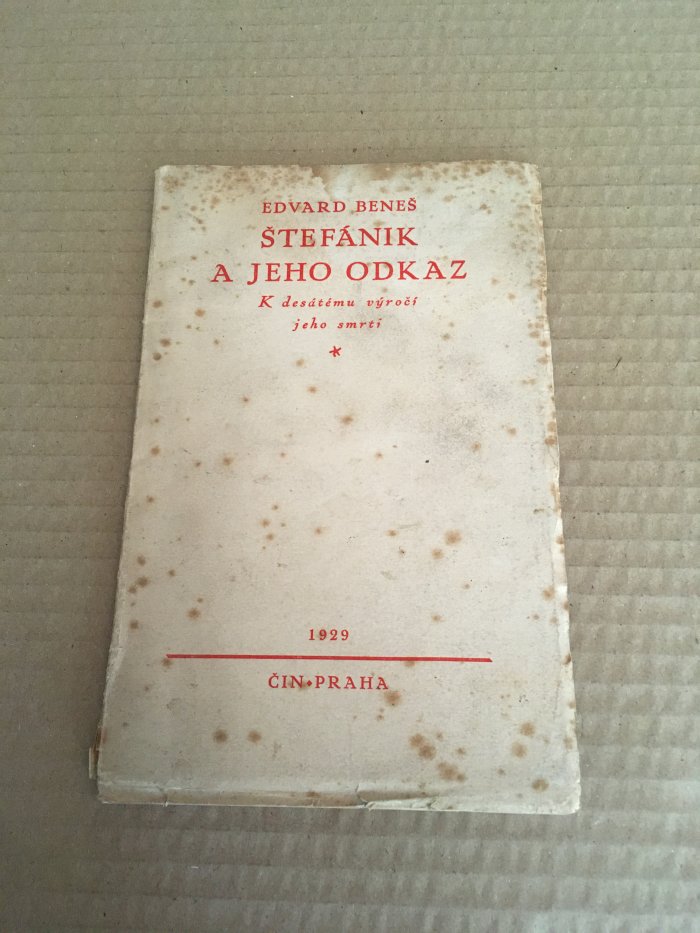 EDVARD BENEŠ
ŠTEFÁNIK
A JEHO ODKAZ
K desátému výročí
jeho smrti
*
1929
ČIN⬥PRAHA